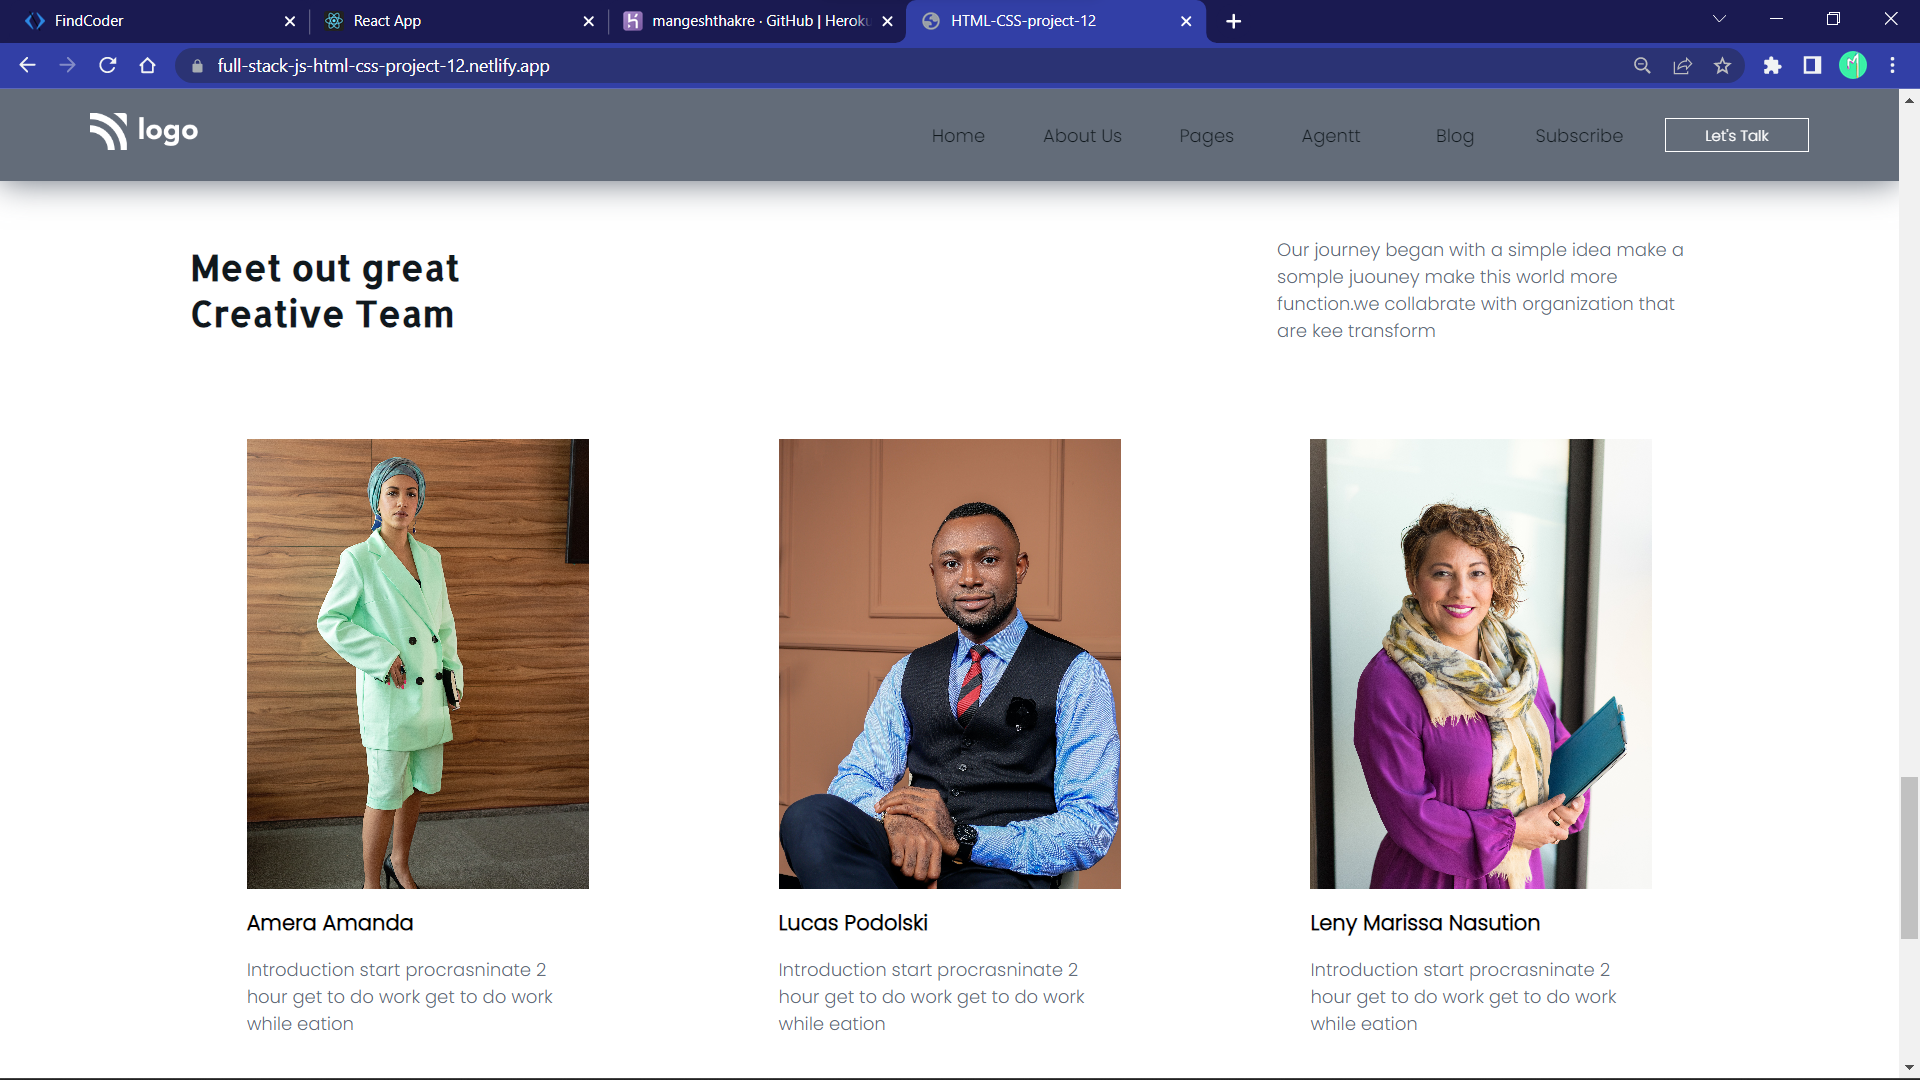 FindCoder
React App
mangeshthakre · GitHub | Heroku
HTML-CSS-project-12
full-stack-js-html-css-project-12.netlify.app
logo
Home
About Us
Pages
Agentt
Blog
Subscribe
Let's Talk
Meet out great
Creative Team
Our journey began with a simple idea make a
somple juouney make this world more
function.we collabrate with organization that
are kee transform
Amera Amanda
Lucas Podolski
Leny Marissa Nasution
Introduction start procrasninate 2
hour get to do work get to do work
while eation
Introduction start procrasninate 2
hour get to do work get to do work
while eation
Introduction start procrasninate 2
hour get to do work get to do work
while eation